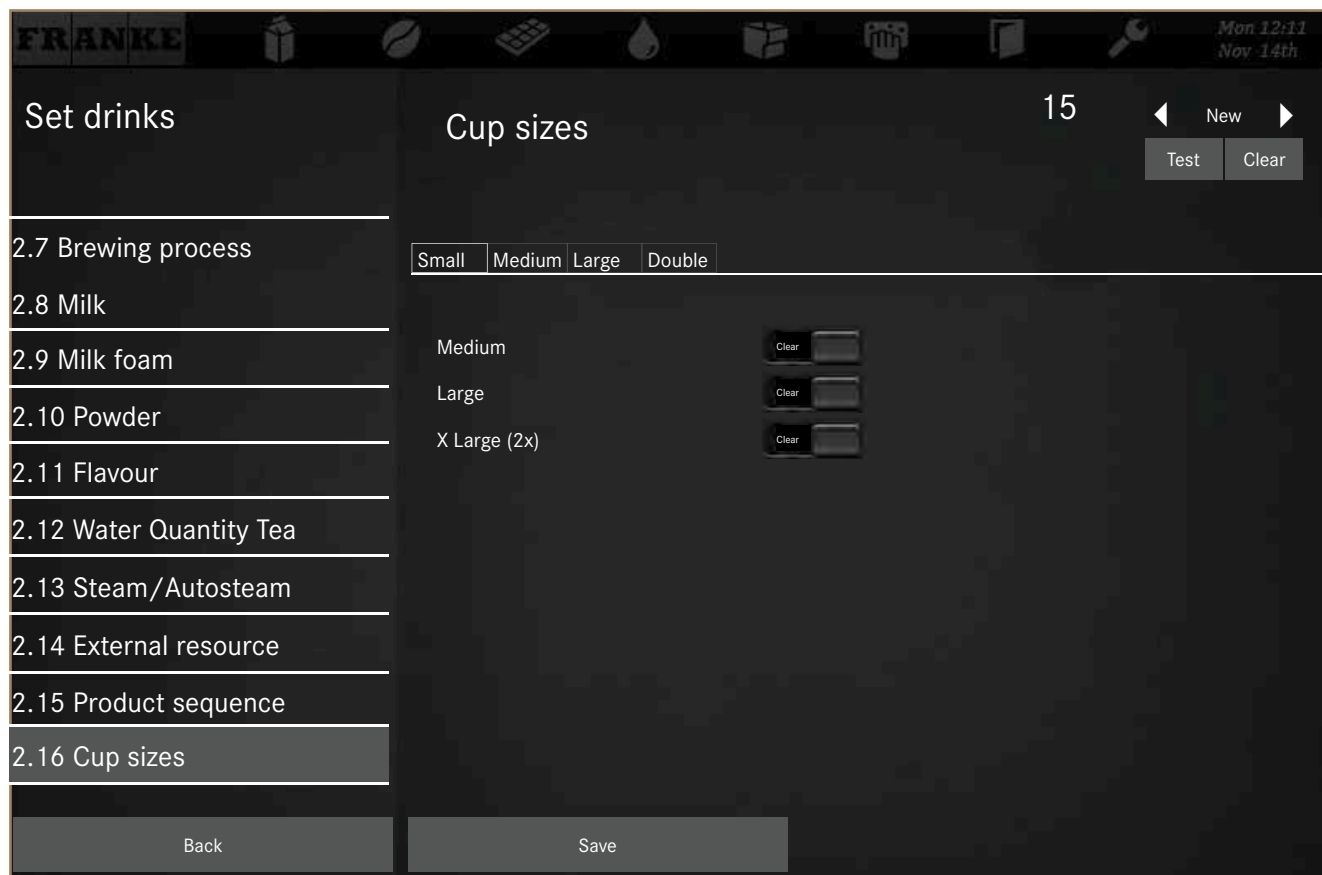 FRANKE
Mon 12:11
Nov 14th
Set drinks
2.7 Brewing process
2.8 Milk
2.9 Milk foam
2.10 Powder
2.11 Flavour
2.12 Water Quantity Tea
2.13 Steam/Autosteam
2.14 External resource
2.15 Product sequence
2.16 Cup sizes
Back
Cup sizes
15
New
Test Clear
Small Medium Large Double
Medium Clear
Large Clear
X Large (2x) Clear
Save